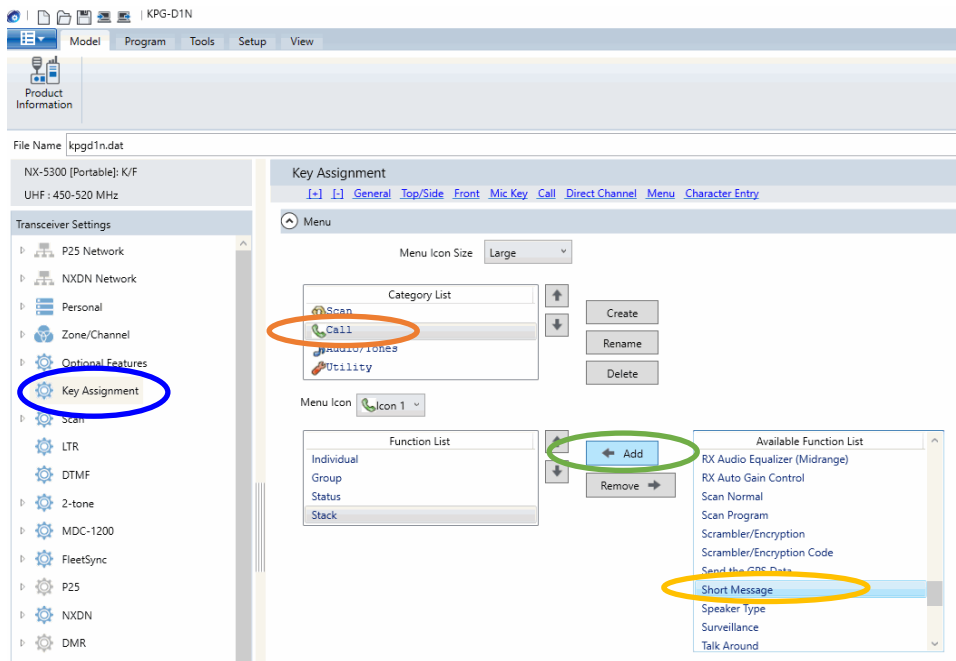 KPG-D1N
Model Program Tools Setup View
Product
Information
File Name kpgd1n.dat
NX-5300 [Portable]: K/F
UHF : 450-520 MHz
Transceiver Settings
P25 Network
NXDN Network
Personal
Zone/Channel
Optional Features
Key Assignment
Scan
LTR
DTMF
2-tone
MDC-1200
FleetSync
P25
NXDN
DMR
Key Assignment
[+] [-] General Top/Side Front Mic Key Call Direct Channel Menu Character Entry
Menu
Menu Icon Size Large
Category List
Scan
Call
Audio/Tones
Utility
Create
Rename
Delete
Menu Icon Icon 1
Function List
Individual
Group
Status
Stack
Add
Remove
Available Function List
RX Audio Equalizer (Midrange)
RX Auto Gain Control
Scan Normal
Scan Program
Scrambler/Encryption
Scrambler/Encryption Code
Send the GPS Data
Short Message
Speaker Type
Surveillance
Talk Around